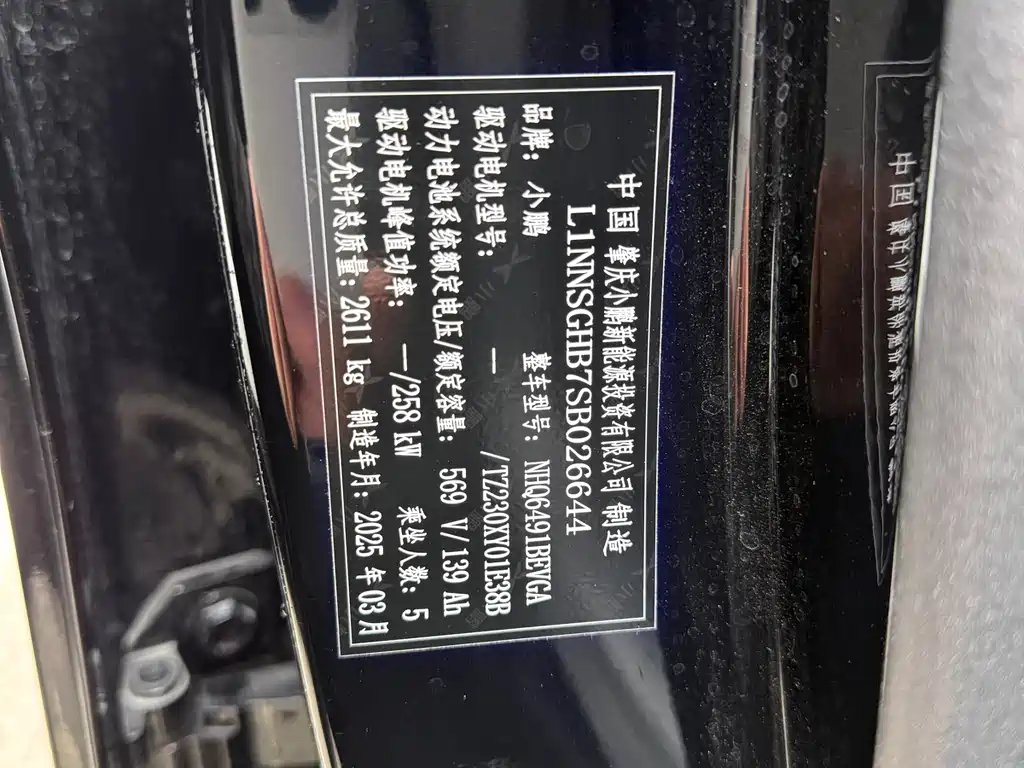 中国 肇庆小鹏新能源投资有限公司 制造
L1NNSGHB7SB026644
品牌: 小鹏 整车型号: NHQ6491BEVGA
驱动电机型号: —/TZ230XY01E38B
动力电池系统额定电压/额定容量: 569 V/139 Ah
驱动电机峰值功率: —/258 kW 乘坐人数: 5
最大允许总质量: 2611 kg 制造年月: 2025 年 03 月
中国